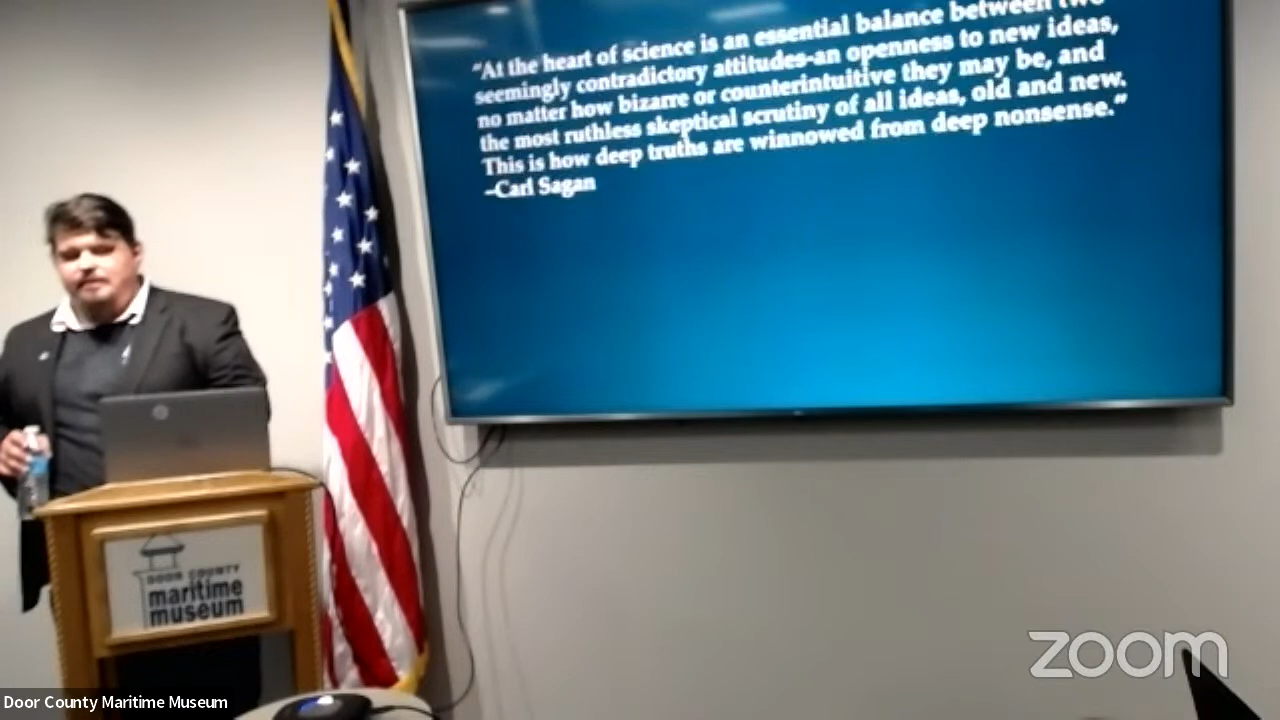 "At the heart of science is an essential balance between two
seemingly contradictory attitudes-an openness to new ideas,
no matter how bizarre or counterintuitive they may be, and
the most ruthless skeptical scrutiny of all ideas, old and new.
This is how deep truths are winnowed from deep nonsense."
-Carl Sagan
DOOR COUNTY
maritime
museum
zoom
Door County Maritime Museum